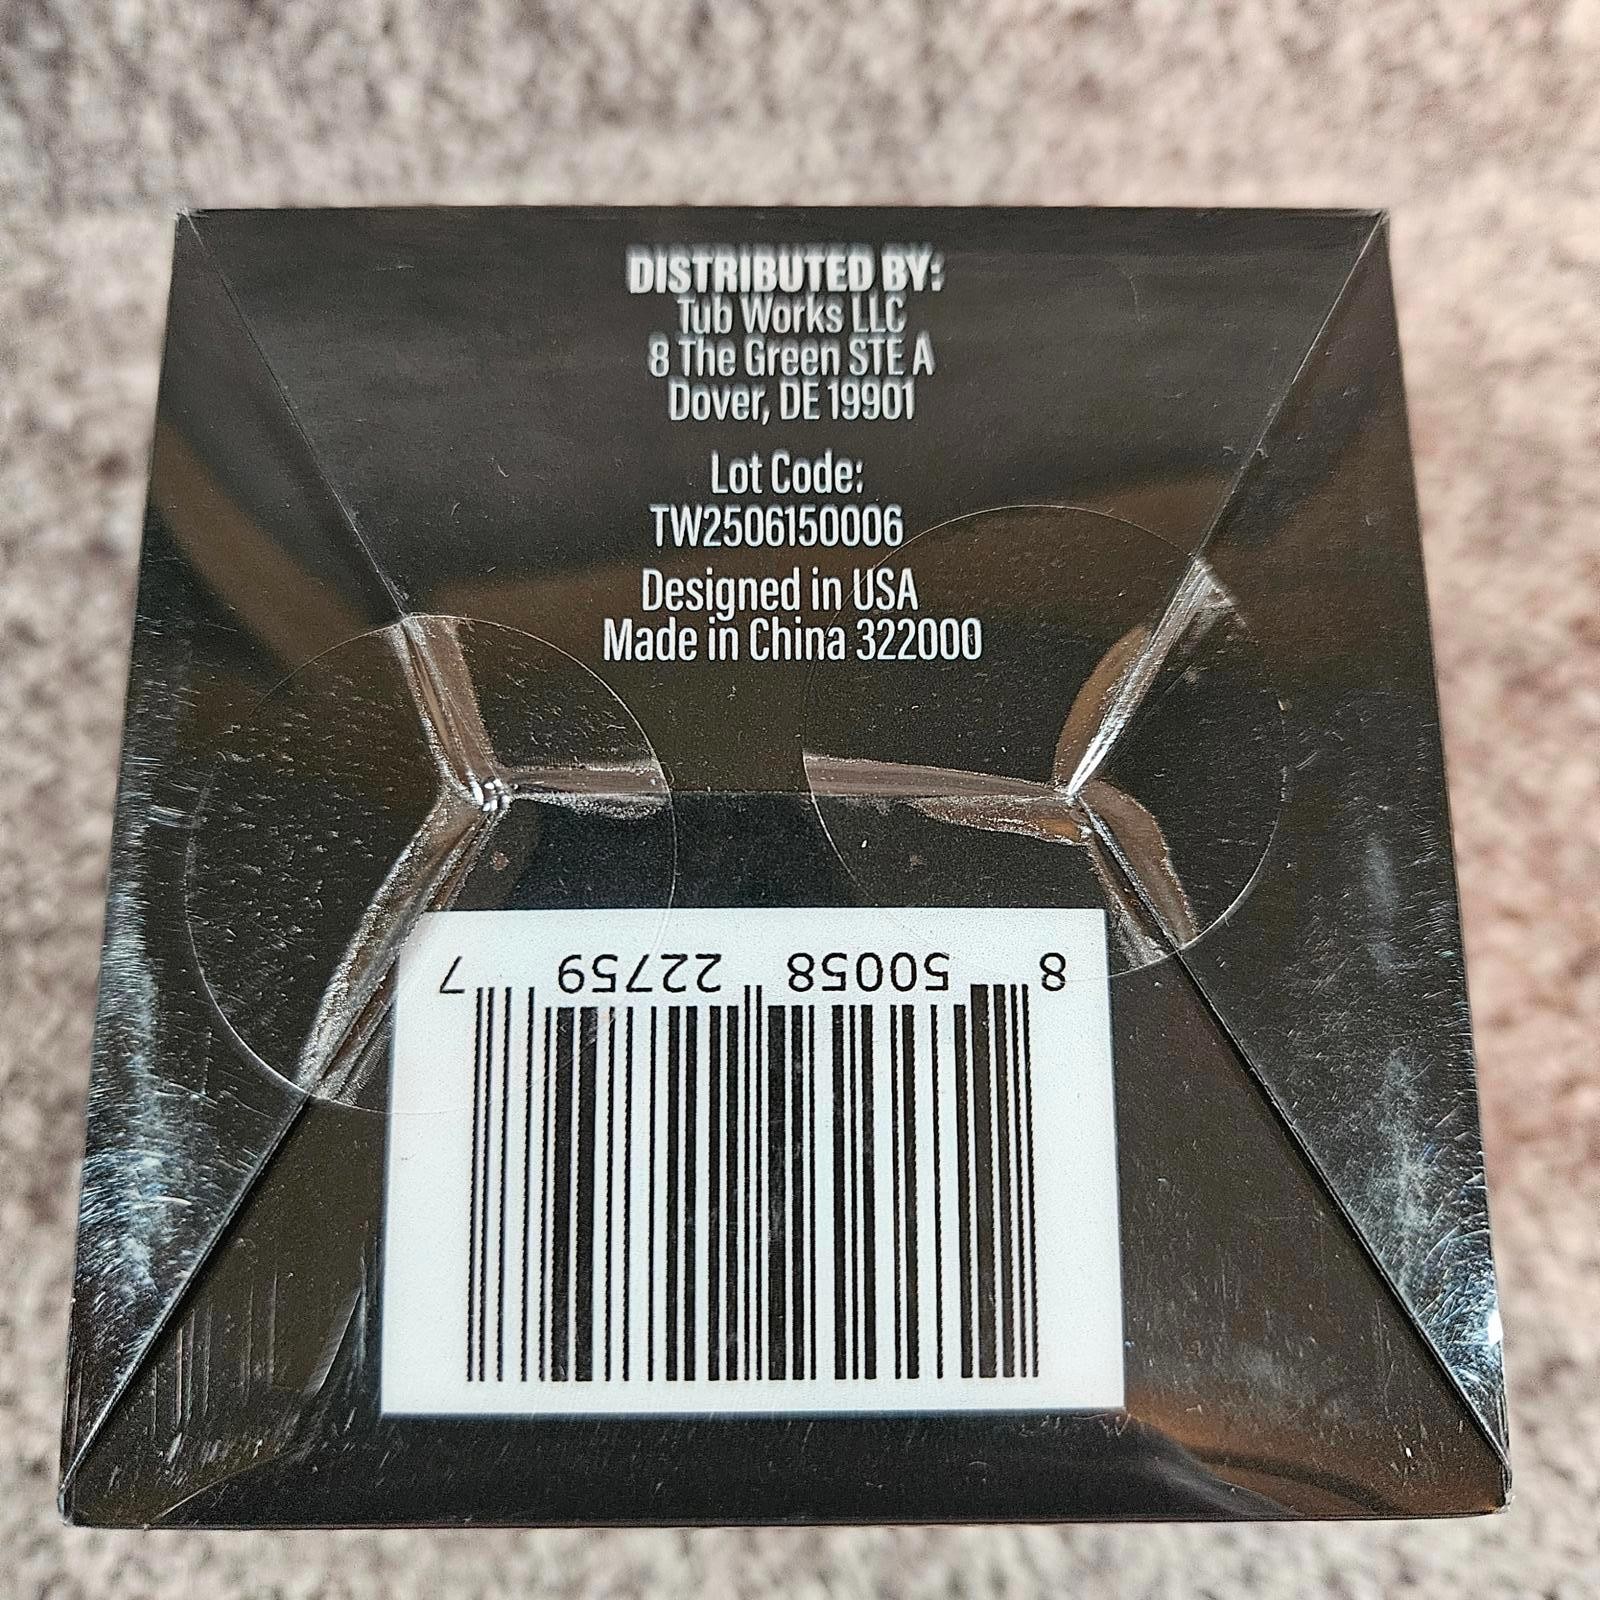 DISTRIBUTED BY:
Tub Works LLC
8 The Green STE A
Dover, DE 19901
Lot Code:
TW2506150006
Designed in USA
Made in China 322000
8 50058 22759 7